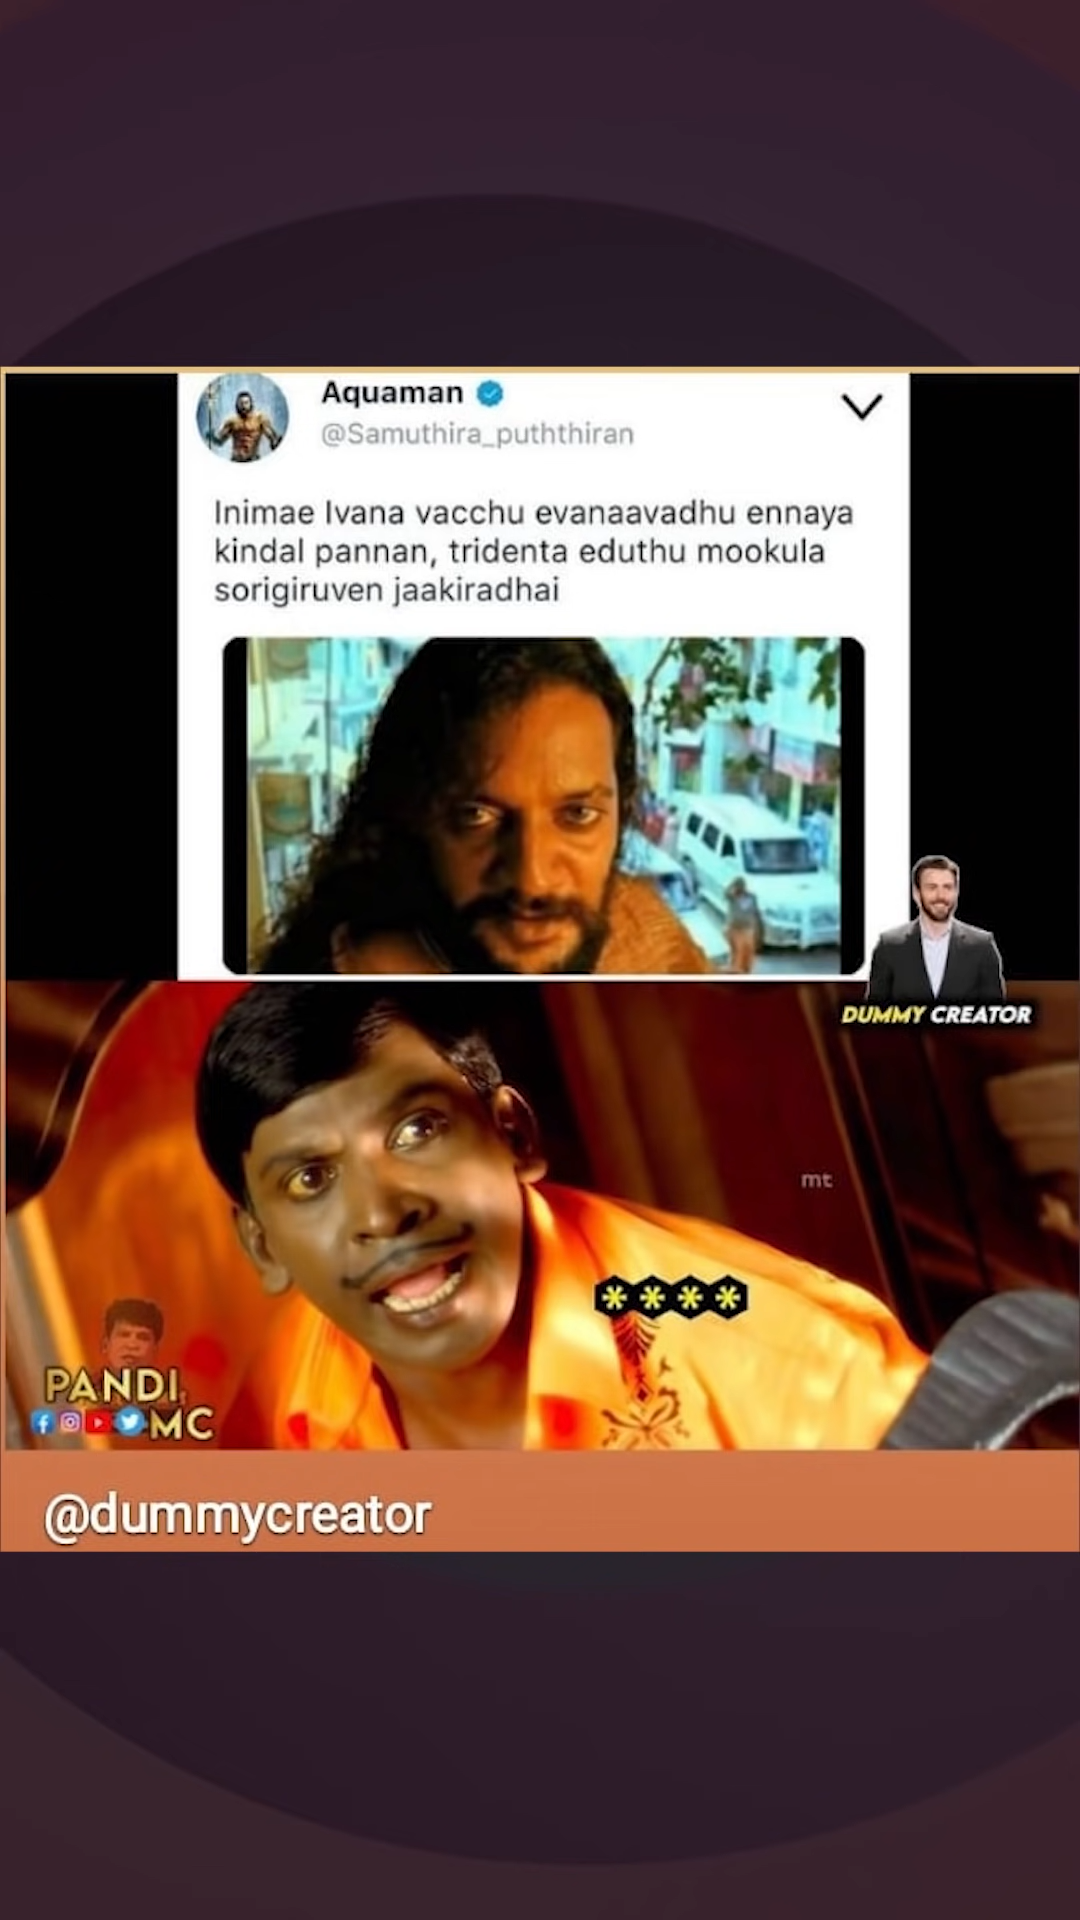 Aquaman
@Samuthira_puththiran
Inimae Ivana vacchu evanaavadhu ennaya
kindal pannan, tridenta eduthu mookula
sorigiruven jaakiradhai
DUMMY CREATOR
mt
****
PANDI
MC
@dummycreator